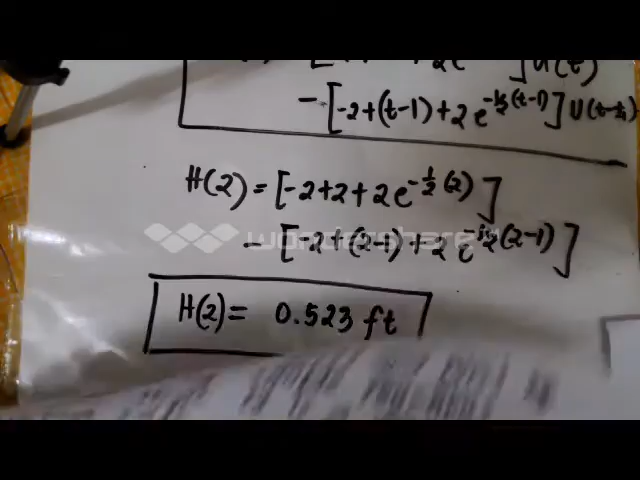 - [-2+(t-1)+2e^{-1/2(t-1)}]U(t-1)
H(2) = [-2+2+2e^{-1/2(2)}]
- [-2+(2-1)+2e^{-1/2(2-1)}]
wondershare
H(2) = 0.523 ft